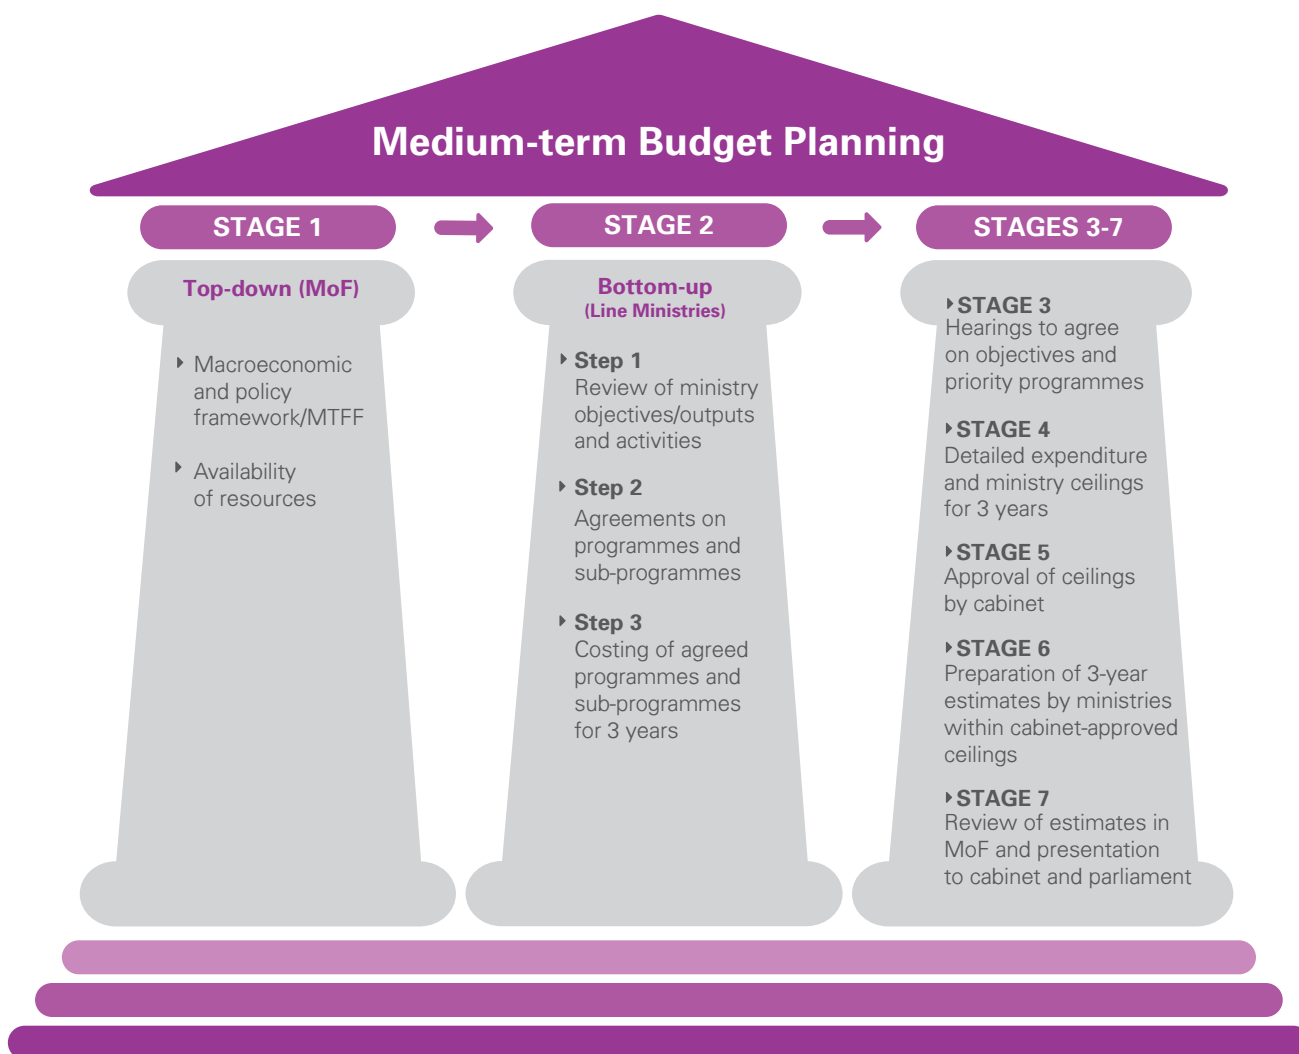 Medium-term Budget Planning
STAGE 1
STAGE 2
STAGES 3-7
Top-down (MoF)
Macroeconomic
and policy
framework/MTFF
Availability
of resources
Bottom-up
(Line Ministries)
Step 1
Review of ministry
objectives/outputs
and activities
Step 2
Agreements on
programmes and
sub-programmes
Step 3
Costing of agreed
programmes and
sub-programmes
for 3 years
STAGE 3
Hearings to agree
on objectives and
priority programmes
STAGE 4
Detailed expenditure
and ministry ceilings
for 3 years
STAGE 5
Approval of ceilings
by cabinet
STAGE 6
Preparation of 3-year
estimates by ministries
within cabinet-approved
ceilings
STAGE 7
Review of estimates in
MoF and presentation
to cabinet and parliament